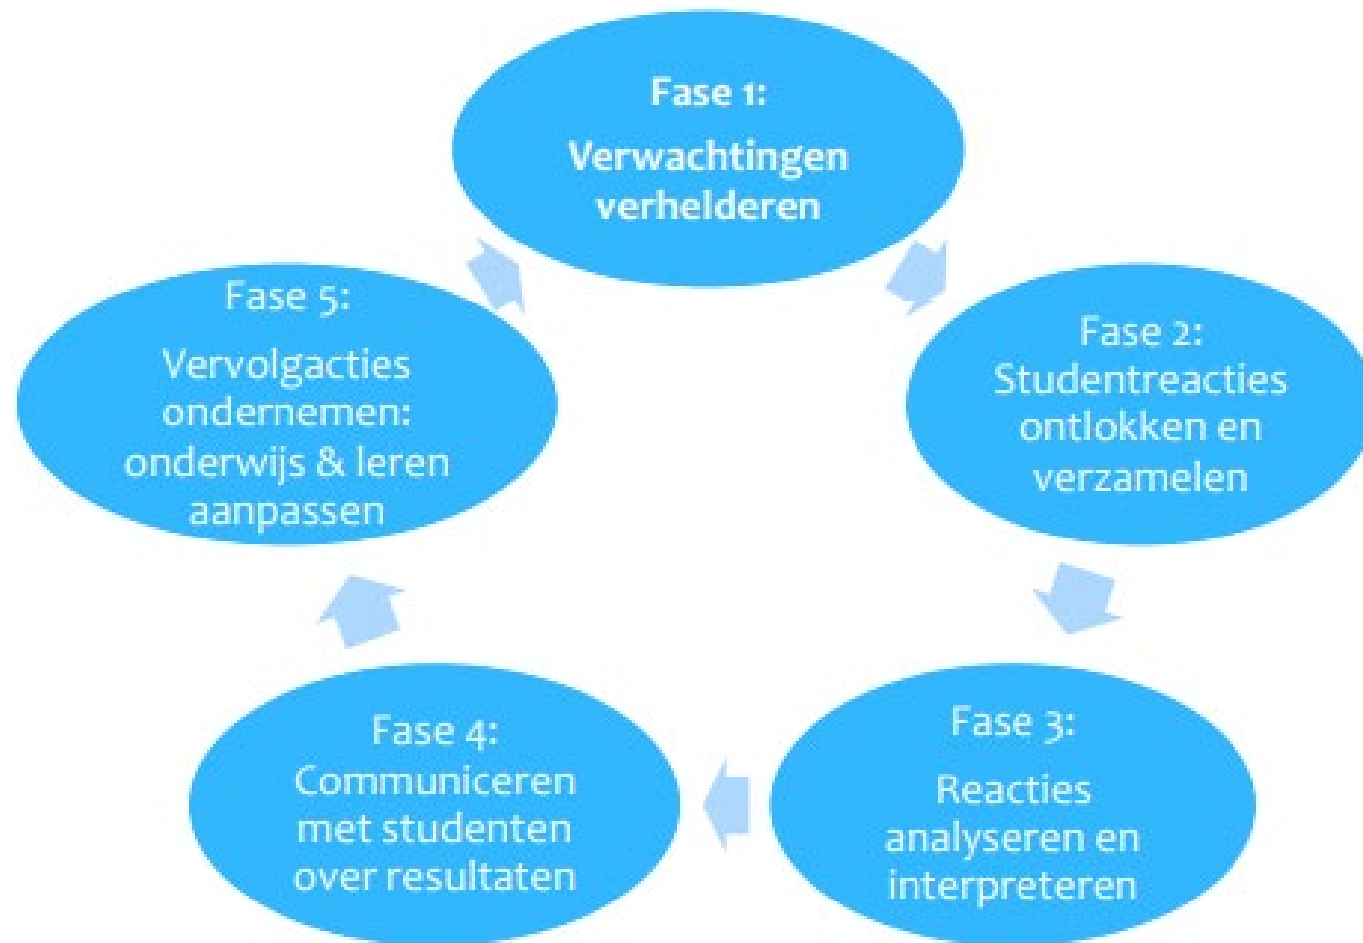 Fase 1:
Verwachtingen
verhelderen
Fase 2:
Studentreacties
ontlokken en
verzamelen
Fase 3:
Reacties
analyseren en
interpreteren
Fase 4:
Communiceren
met studenten
over resultaten
Fase 5:
Vervolgacties
ondernemen:
onderwijs & leren
aanpassen